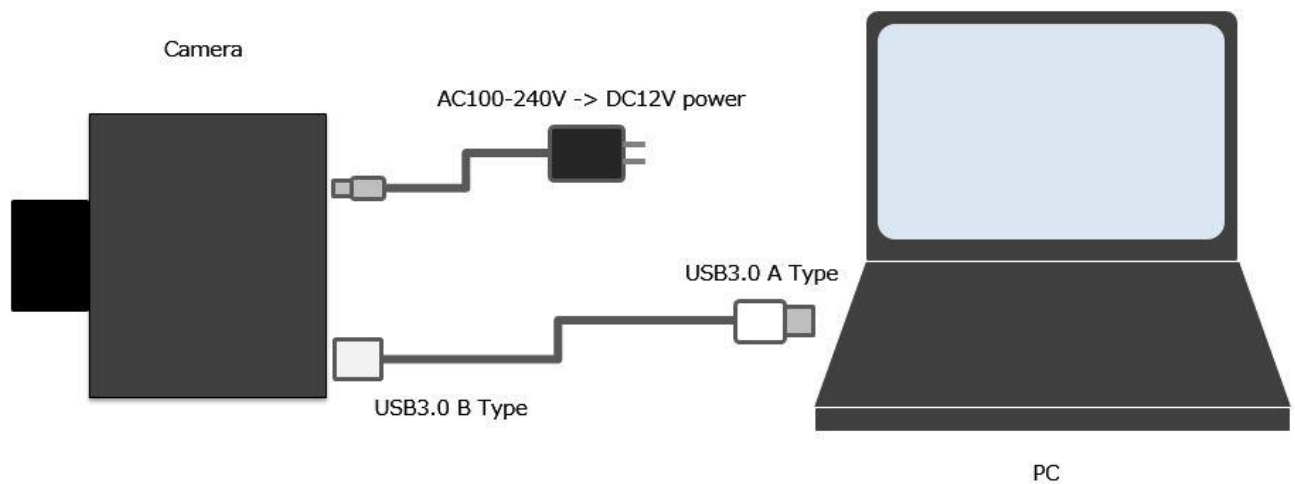 Camera
AC100-240V -> DC12V power
USB3.0 A Type
USB3.0 B Type
PC